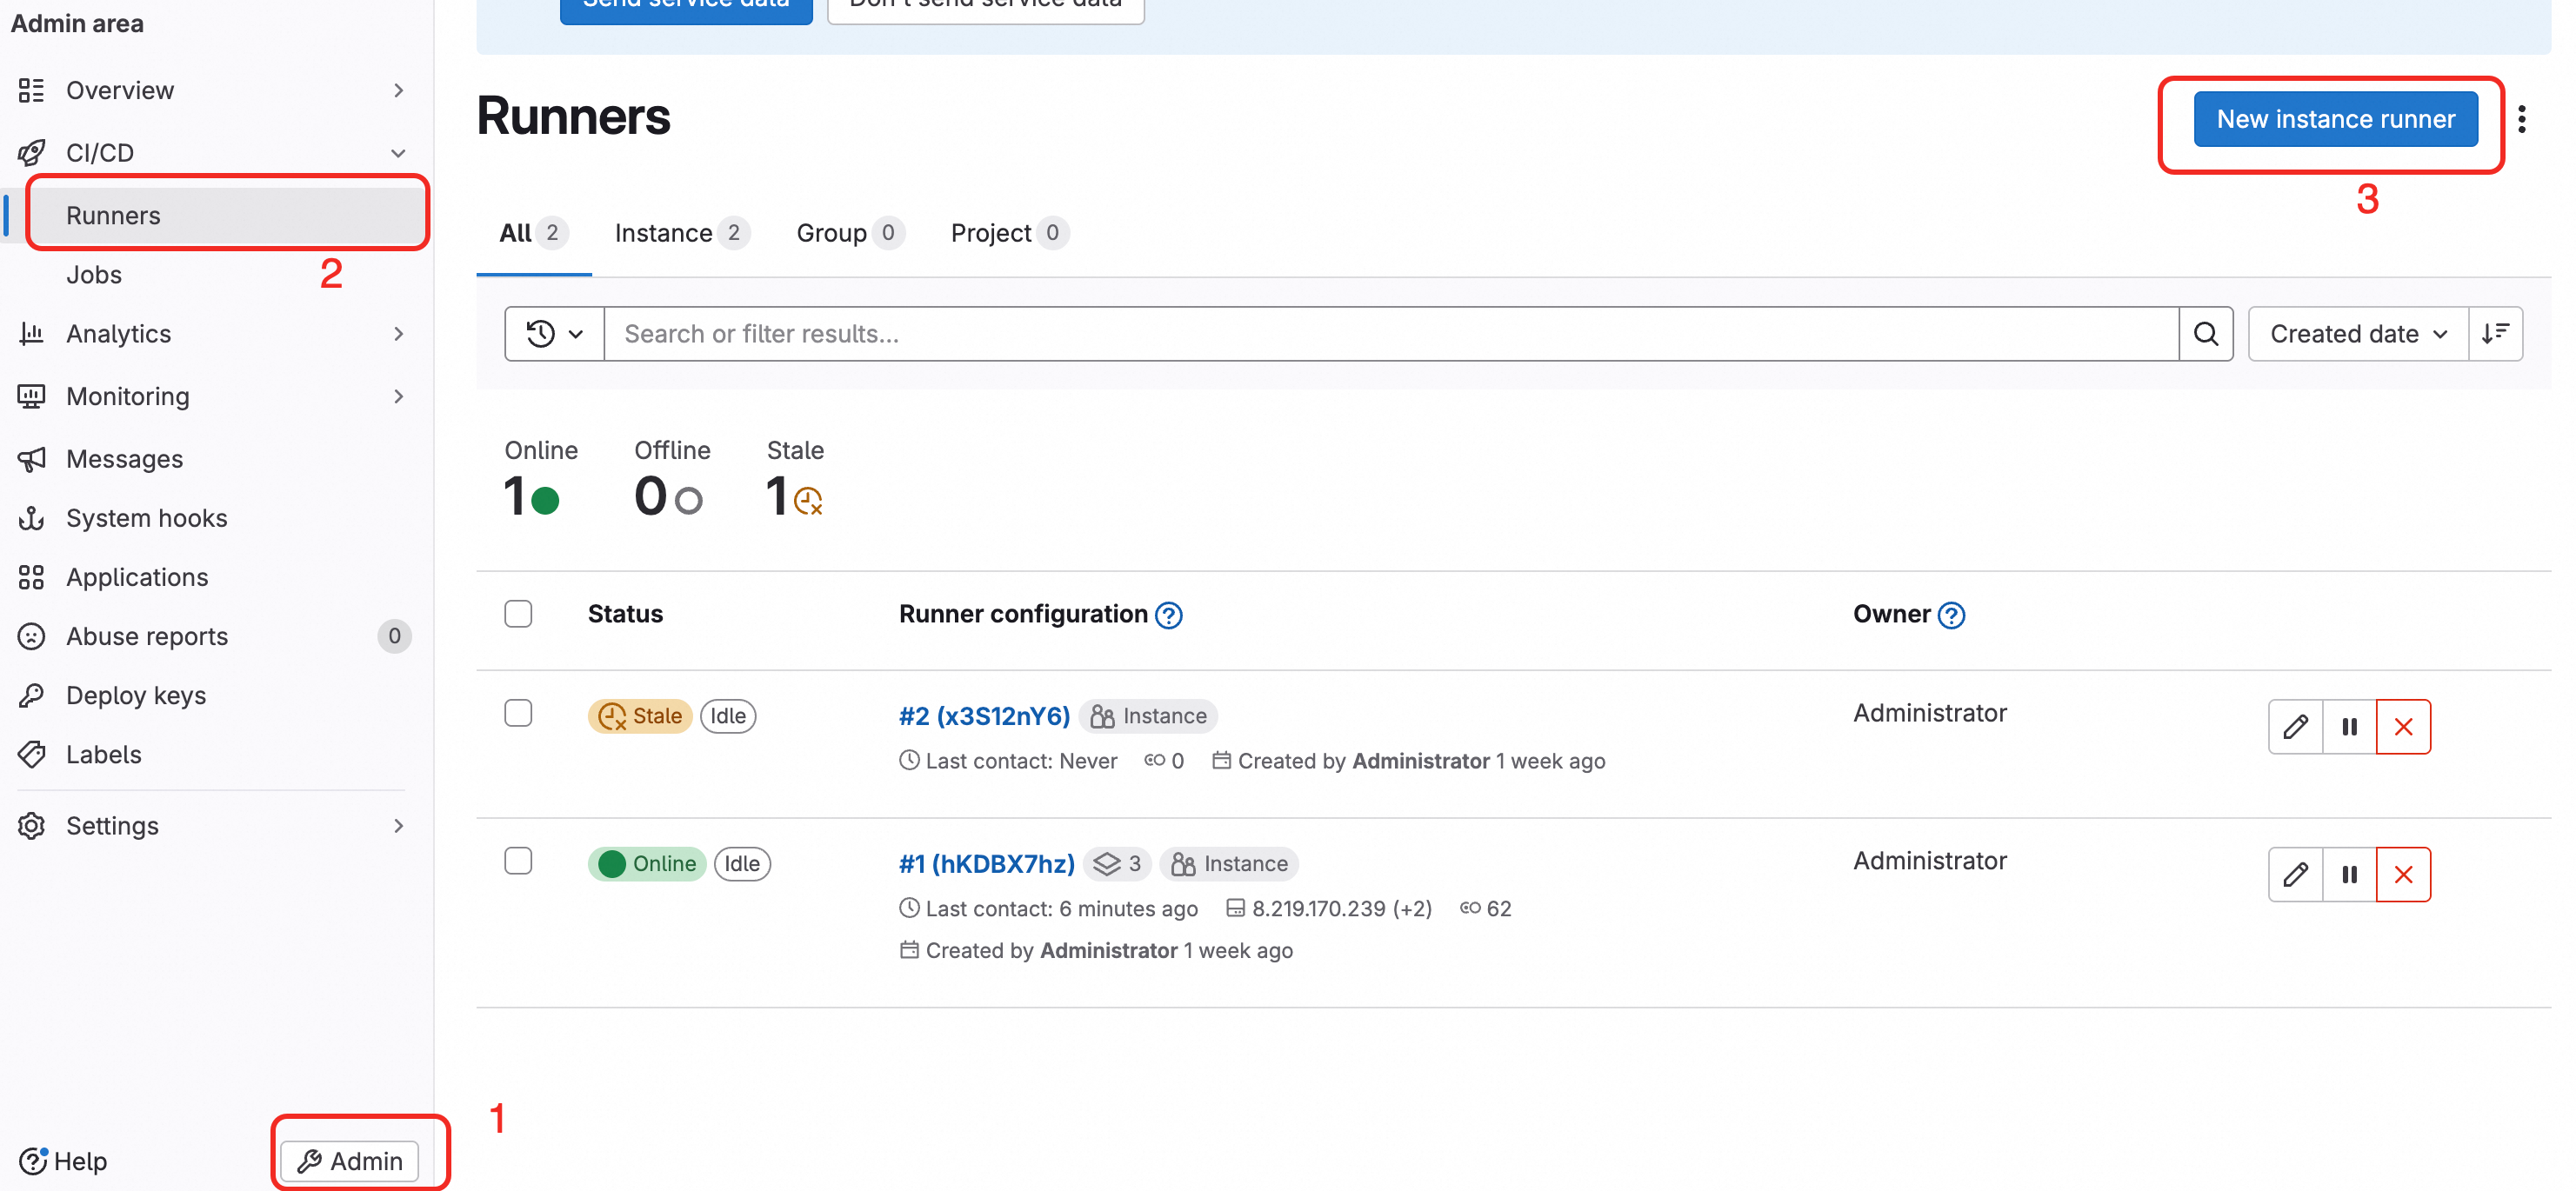 Admin area
Overview
CI/CD
Runners
2
Jobs
Analytics
Monitoring
Messages
System hooks
Applications
Abuse reports 0
Deploy keys
Labels
Settings
Help
Admin
1
Send service data Don't send service data
Runners
New instance runner
3
All 2 Instance 2 Group 0 Project 0
Search or filter results...
Created date
Online Offline Stale
1 0 1
Status Runner configuration Owner
Stale Idle #2 (x3S12nY6) Instance Administrator
Last contact: Never 0 Created by Administrator 1 week ago
Online Idle #1 (hKDBX7hz) 3 Instance Administrator
Last contact: 6 minutes ago 8.219.170.239 (+2) 62
Created by Administrator 1 week ago